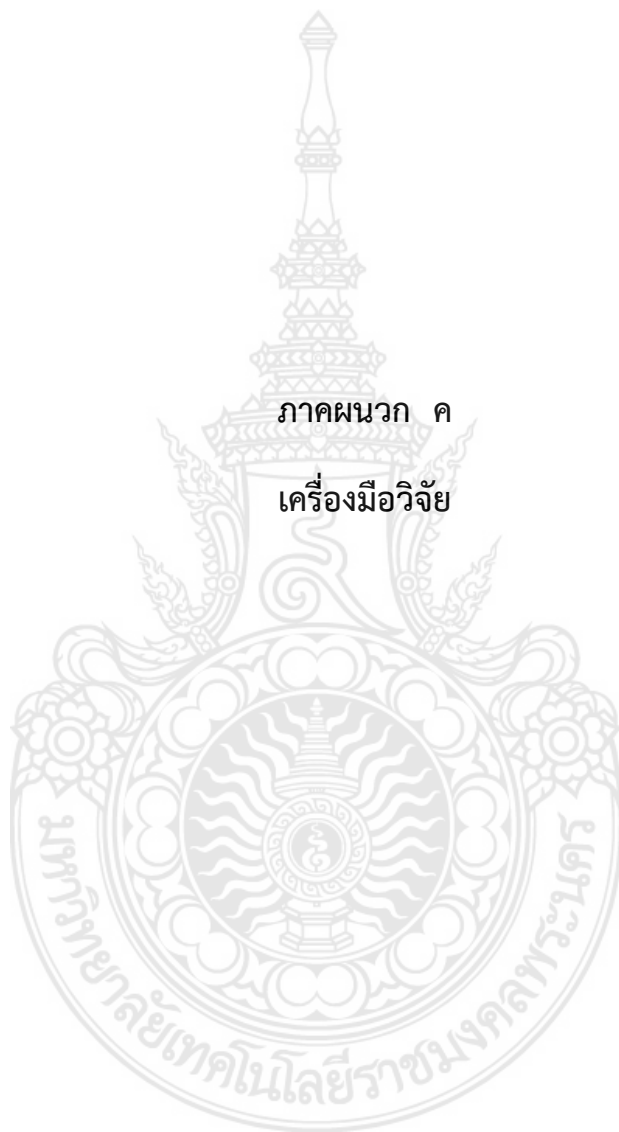 ภาคผนวก ค
เครื่องมือวิจัย
มหาวิทยาลัยเทคโนโลยีราชมงคลพระนคร